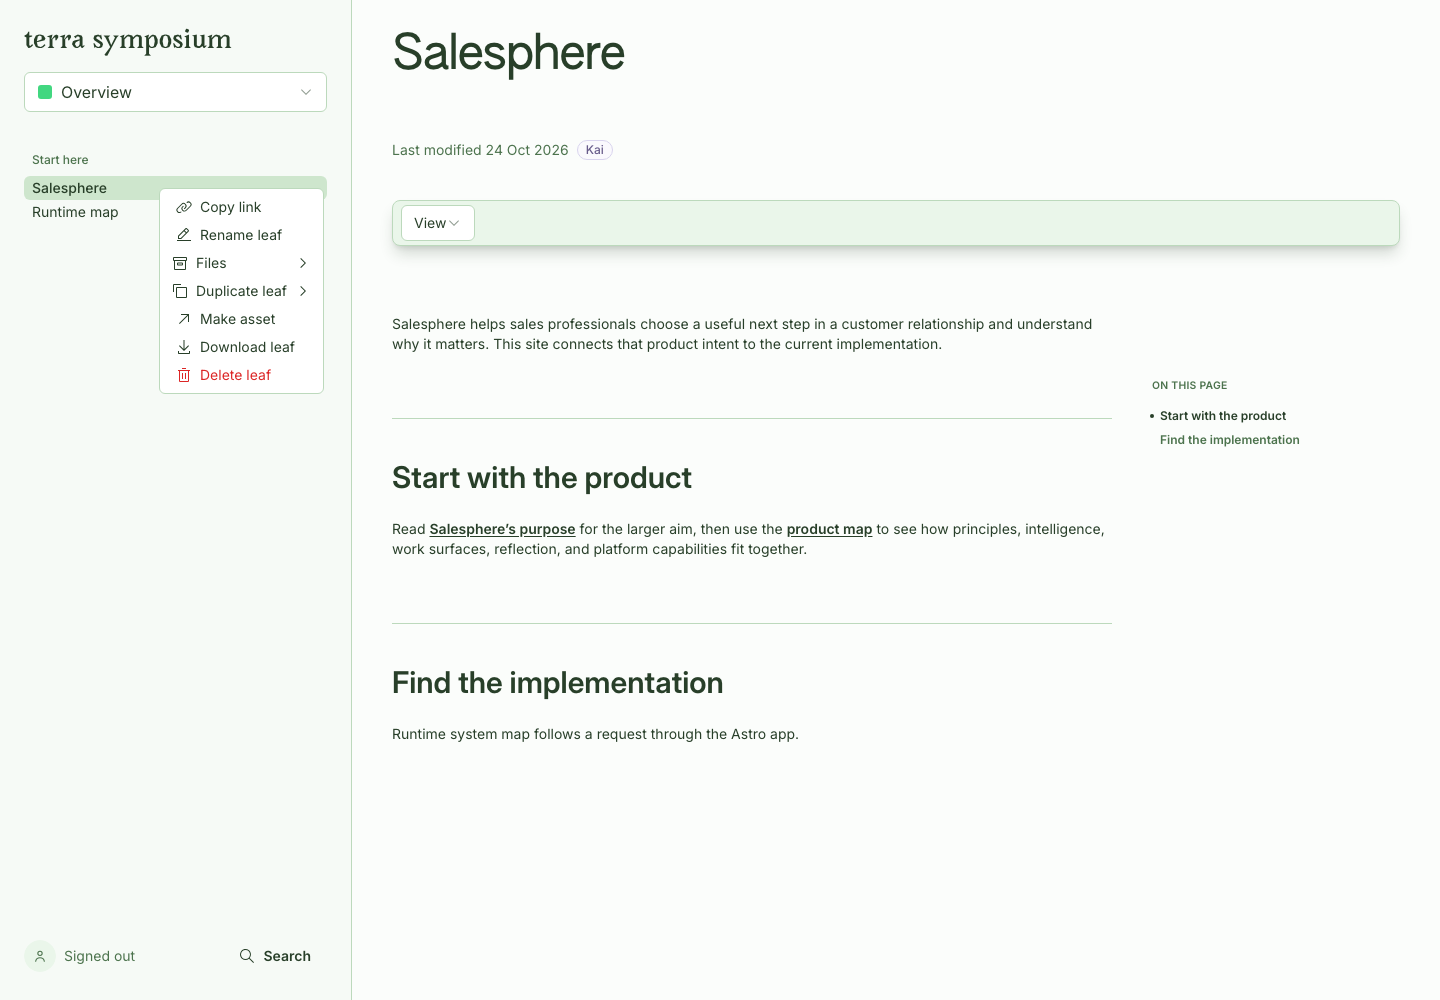 terra symposium
Overview
Start here
Salesphere
Runtime map
Copy link
Rename leaf
Files
Duplicate leaf
Make asset
Download leaf
Delete leaf
Signed out
Search
Salesphere
Last modified 24 Oct 2026 Kai
View
Salesphere helps sales professionals choose a useful next step in a customer relationship and understand
why it matters. This site connects that product intent to the current implementation.
Start with the product
Read Salesphere’s purpose for the larger aim, then use the product map to see how principles, intelligence,
work surfaces, reflection, and platform capabilities fit together.
Find the implementation
Runtime system map follows a request through the Astro app.
ON THIS PAGE
Start with the product
Find the implementation